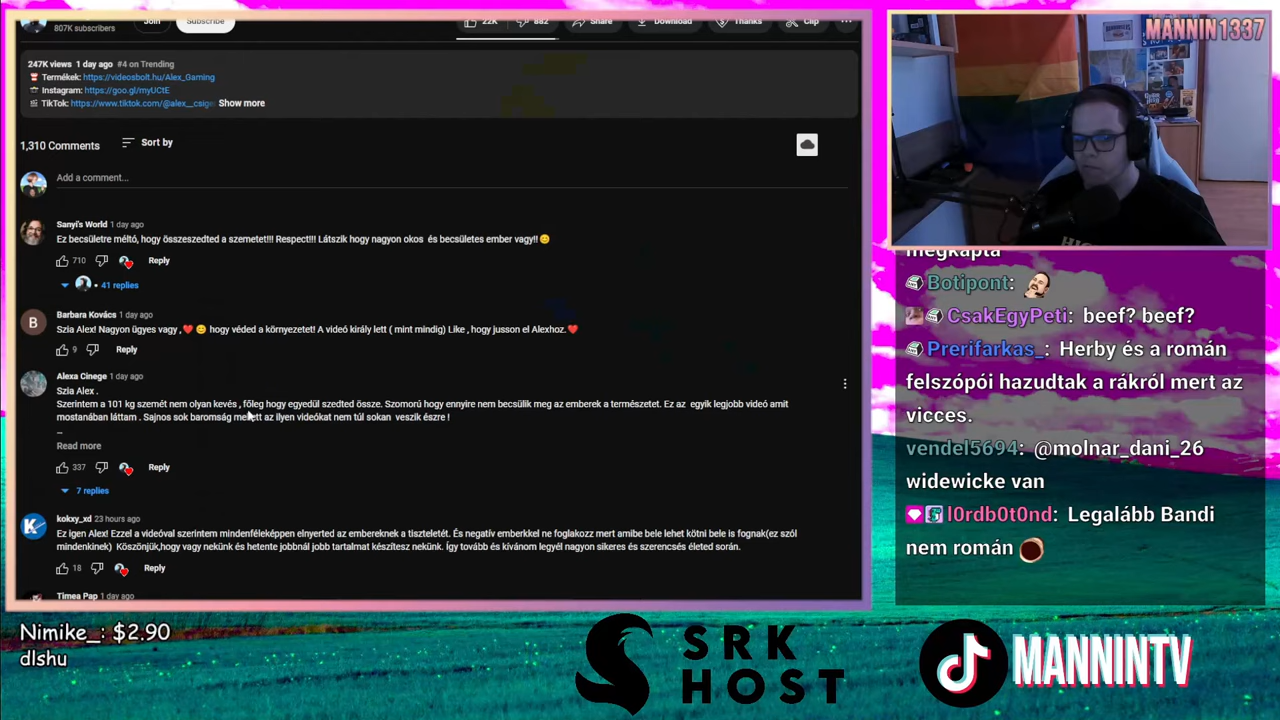 807K subscribers
Join
Subscribe
22K
882
Share
Download
Thanks
Clip
247K views 1 day ago #4 on Trending
Termékek: https://videosbolt.hu/Alex_Gaming
Instagram: https://goo.gl/myUCtE
TikTok: https://www.tiktok.com/@alex__csige Show more
1,310 Comments
Sort by
Add a comment...
Sanyi's World 1 day ago
Ez becsületre méltó, hogy összeszedted a szemetet!!! Respect!!! Látszik hogy nagyon okos és becsületes ember vagy!! 😊
710
Reply
41 replies
B
Barbara Kovács 1 day ago
Szia Alex! Nagyon ügyes vagy ,❤️ 😊 hogy véded a környezetet! A videó király lett ( mint mindig) Like , hogy jusson el Alexhoz.❤️
9
Reply
Alexa Cinege 1 day ago
Szia Alex .
Szerintem a 101 kg szemét nem olyan kevés , főleg hogy egyedül szedted össze. Szomorú hogy ennyire nem becsülik meg az emberek a természetet. Ez az egyik legjobb videó amit
mostanában láttam . Sajnos sok baromság mellett az ilyen videókat nem túl sokan veszik észre !
...
Read more
337
Reply
7 replies
K
kokxy_xd 23 hours ago
Ez igen Alex! Ezzel a videóval szerintem mindenféleképpen elnyerted az embereknek a tiszteletét. És negatív emberkkel ne foglakozz mert amibe bele lehet kötni bele is fognak(ez szól
mindenkinek) Köszönjük,hogy vagy nekünk és hetente jobbnál jobb tartalmat készítesz nekünk. Így tovább és kívánom legyél nagyon sikeres és szerencsés életed során.
18
Reply
Timea Pap 1 day ago
MANNIN1337
megkapta
Botipont:
CsakEgyPeti: beef? beef?
Prerifarkas_: Herby és a román
felszópói hazudtak a rákról mert az
vicces.
vendel5694: @molnar_dani_26
widewicke van
l0rdb0t0nd: Legalább Bandi
nem román
Nimike_: $2.90
dlshu
SRK
HOST
MANNINTV